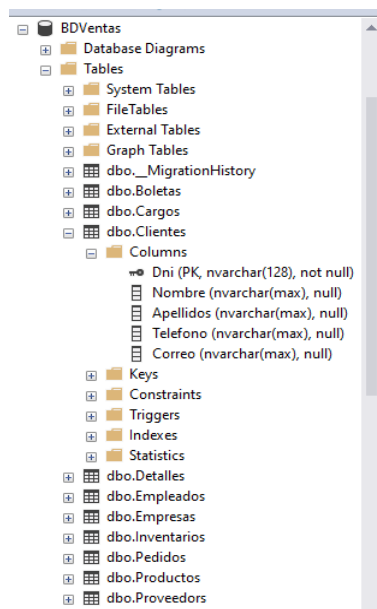 BDVentas
Database Diagrams
Tables
System Tables
FileTables
External Tables
Graph Tables
dbo.__MigrationHistory
dbo.Boletas
dbo.Cargos
dbo.Clientes
Columns
Dni (PK, nvarchar(128), not null)
Nombre (nvarchar(max), null)
Apellidos (nvarchar(max), null)
Telefono (nvarchar(max), null)
Correo (nvarchar(max), null)
Keys
Constraints
Triggers
Indexes
Statistics
dbo.Detalles
dbo.Empleados
dbo.Empresas
dbo.Inventarios
dbo.Pedidos
dbo.Productos
dbo.Proveedors